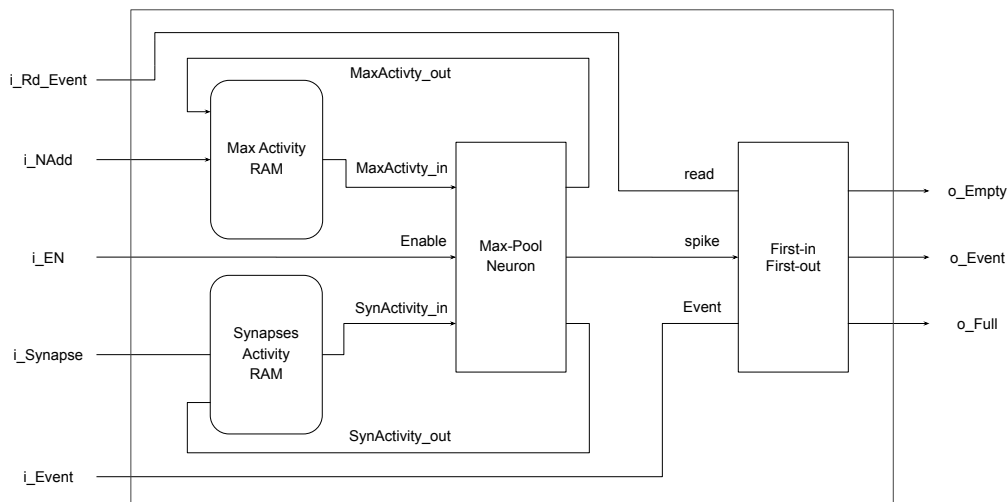 i_Rd_Event
MaxActivty_out
i_NAdd
Max Activity
RAM
MaxActivty_in
read
o_Empty
i_EN
Enable
Max-Pool
Neuron
spike
First-in
First-out
o_Event
SynActivity_in
Event
o_Full
i_Synapse
Synapses
Activity
RAM
SynActivity_out
i_Event